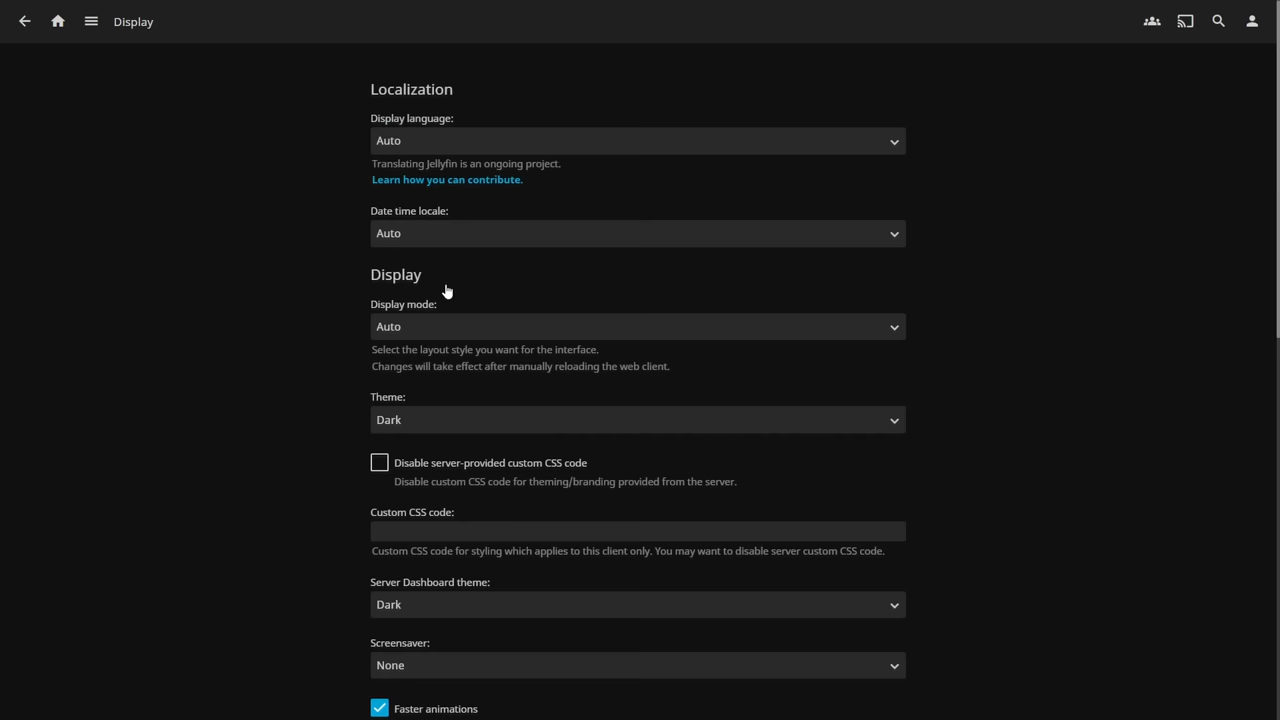 Display
Localization
Display language:
Auto
Translating Jellyfin is an ongoing project.
Learn how you can contribute.
Date time locale:
Auto
Display
Display mode:
Auto
Select the layout style you want for the interface.
Changes will take effect after manually reloading the web client.
Theme:
Dark
Disable server-provided custom CSS code
Disable custom CSS code for theming/branding provided from the server.
Custom CSS code:
Custom CSS code for styling which applies to this client only. You may want to disable server custom CSS code.
Server Dashboard theme:
Dark
Screensaver:
None
Faster animations